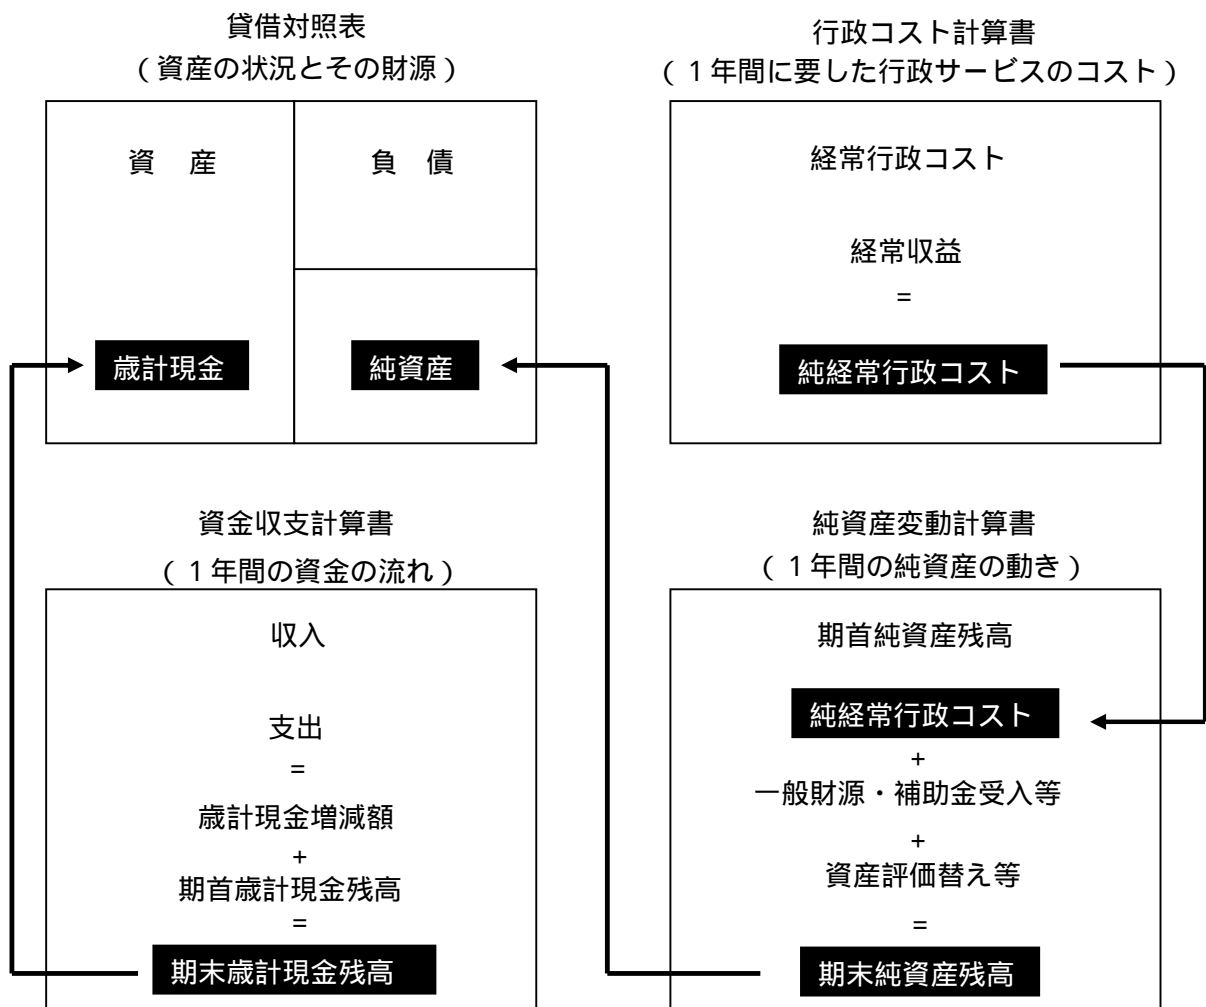 貸借対照表
(資産の状況とその財源)
資　産
負　債
歳計現金
純資産
行政コスト計算書
(１年間に要した行政サービスのコスト)
経常行政コスト
経常収益
=
純経常行政コスト
資金収支計算書
(１年間の資金の流れ)
収入
支出
=
歳計現金増減額
+
期首歳計現金残高
=
期末歳計現金残高
純資産変動計算書
(１年間の純資産の動き)
期首純資産残高
純経常行政コスト
+
一般財源・補助金受入等
+
資産評価替え等
=
期末純資産残高